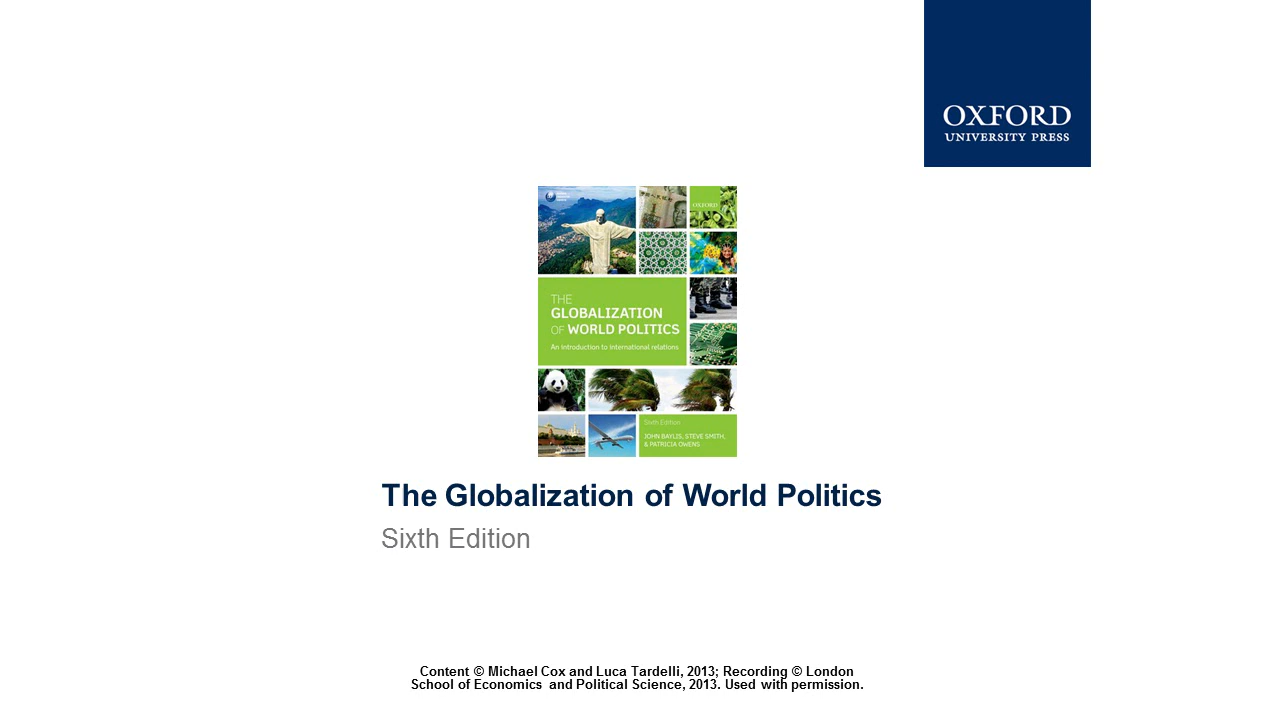 OXFORD
UNIVERSITY PRESS
OXFORD
THE
GLOBALIZATION
OF WORLD POLITICS
An introduction to international relations
Sixth Edition
JOHN BAYLIS, STEVE SMITH,
& PATRICIA OWENS
The Globalization of World Politics
Sixth Edition
Content © Michael Cox and Luca Tardelli, 2013; Recording © London
School of Economics and Political Science, 2013. Used with permission.